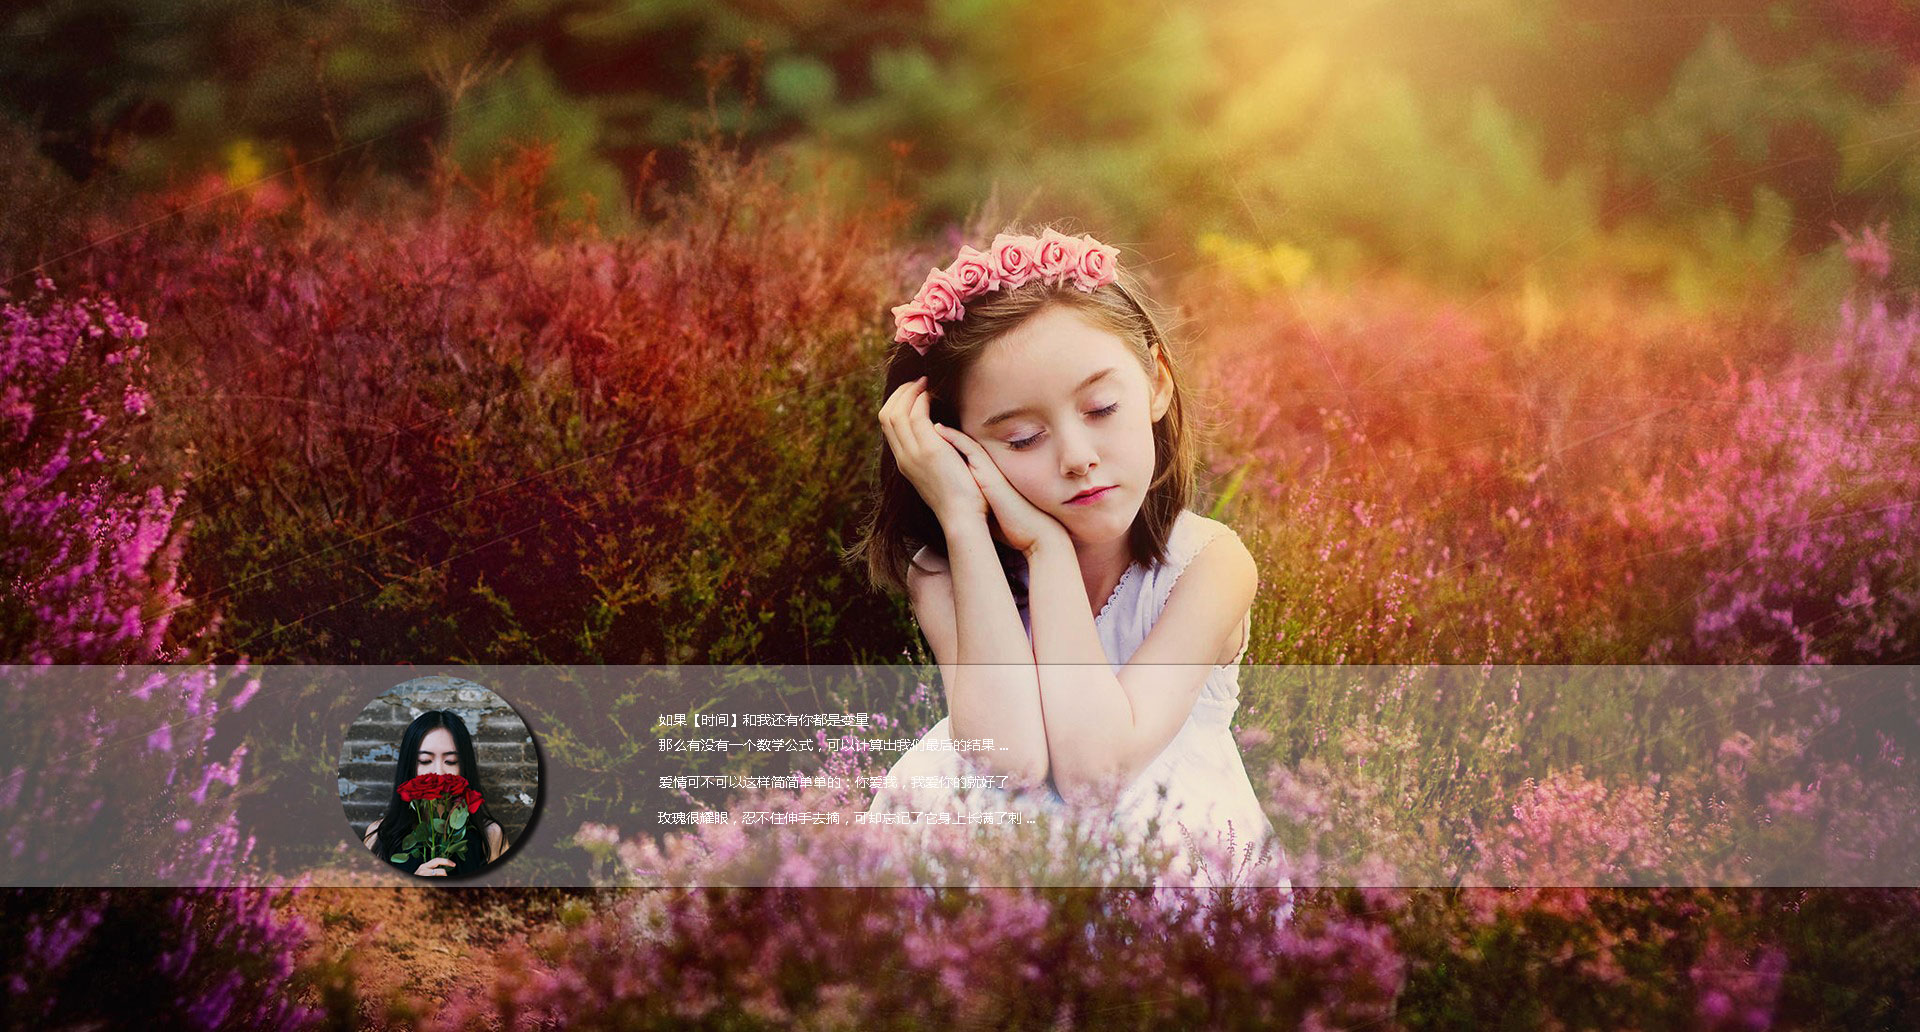 如果【时间】和我还有你都是变量
那么有没有一个数学公式，可以计算出我们最后的结果 ...
爱情可不可以这样简简单单的：你爱我，我爱你的就好了
玫瑰很耀眼，忍不住伸手去摘，可却忘记了它身上长满了刺 ...